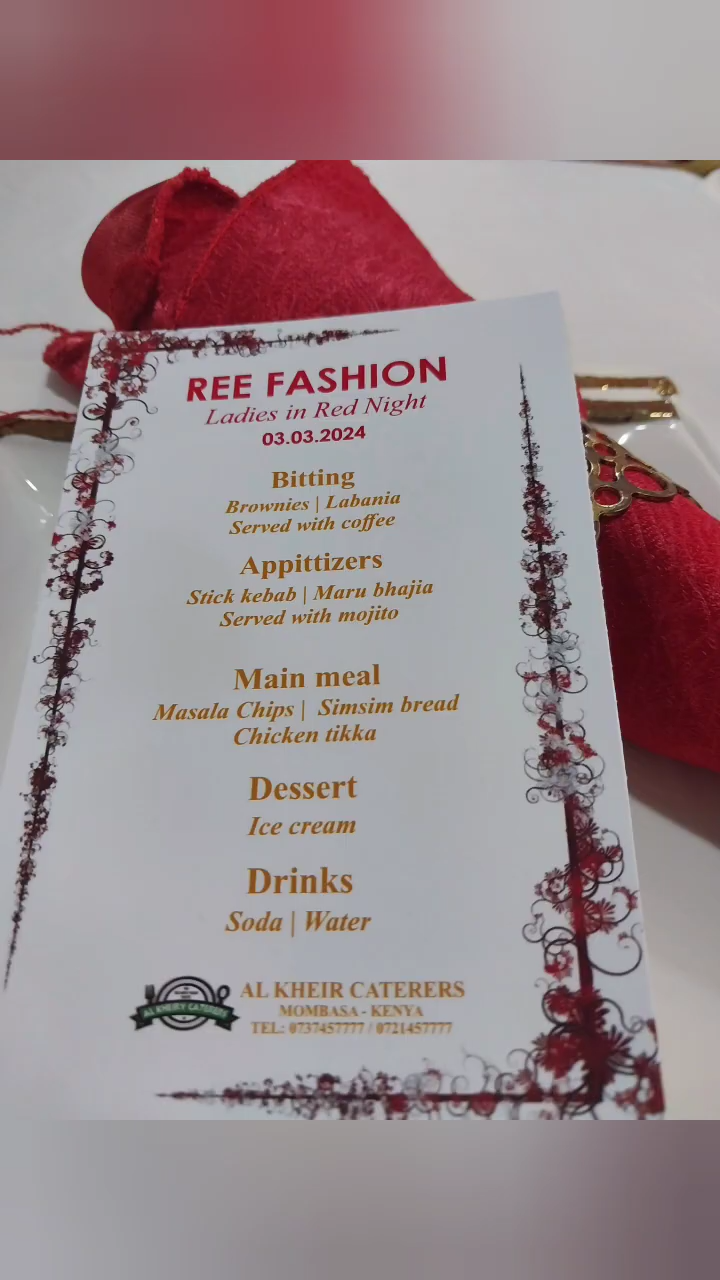 REE FASHION
Ladies in Red Night
03.03.2024
Bitting
Brownies | Labania
Served with coffee
Appittizers
Stick kebab | Maru bhajia
Served with mojito
Main meal
Masala Chips | Simsim bread
Chicken tikka
Dessert
Ice cream
Drinks
Soda | Water
AL KHEIR CATERERS
MOMBASA - KENYA
TEL: 0737457777 / 0721457777